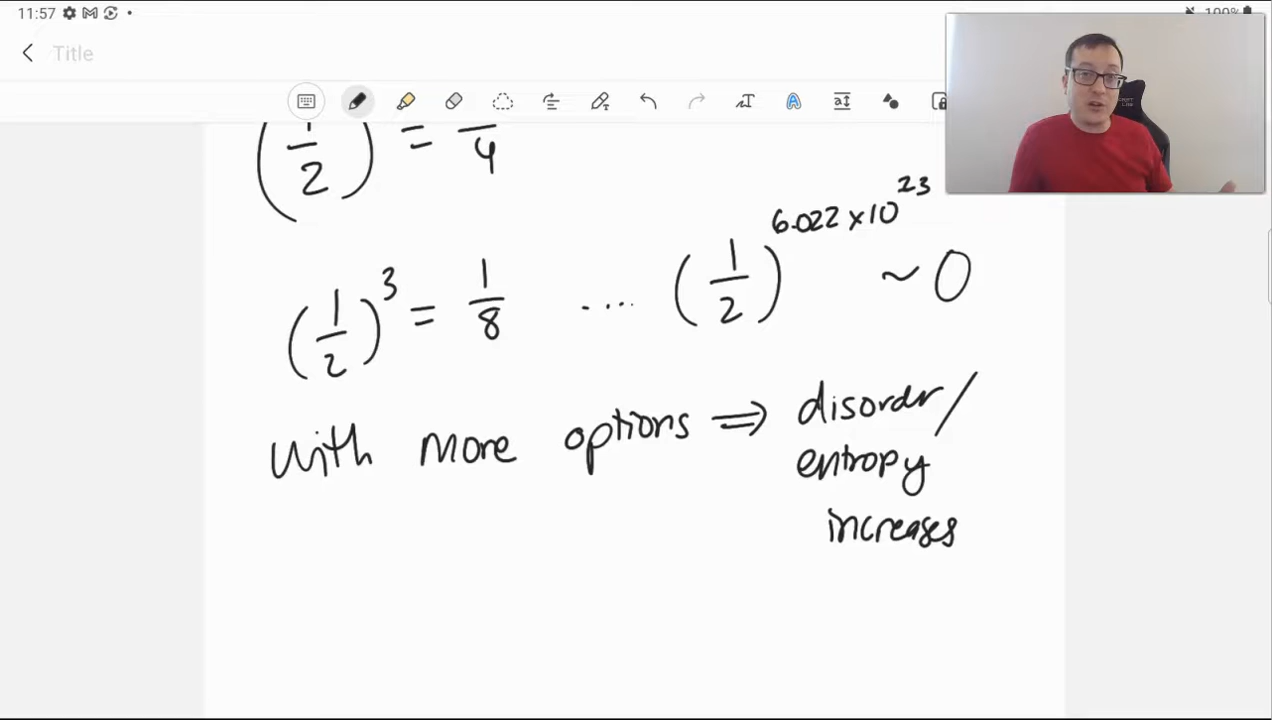 11:57 100%
Title
(1/2) = /4
6.022 x 10^23
(1/2)^3 = 1/8 .... (1/2) ~ 0
with more options ⇒ disorder/
entropy
increases